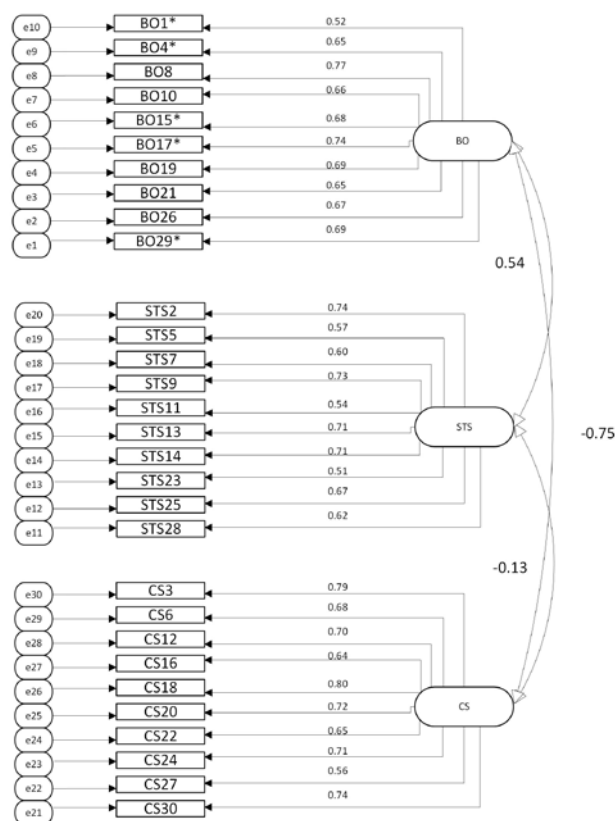 e10 BO1* 0.52
e9 BO4* 0.65
e8 BO8 0.77
e7 BO10 0.66
e6 BO15* 0.68
e5 BO17* 0.74 BO
e4 BO19 0.69
e3 BO21 0.65
e2 BO26 0.67
e1 BO29* 0.69
0.54
e20 STS2 0.74
e19 STS5 0.57
e18 STS7 0.60
e17 STS9 0.73
e16 STS11 0.54
e15 STS13 0.71 STS
-0.75
e14 STS14 0.71
e13 STS23 0.51
e12 STS25 0.67
e11 STS28 0.62
-0.13
e30 CS3 0.79
e29 CS6 0.68
e28 CS12 0.70
e27 CS16 0.64
e26 CS18 0.80
e25 CS20 0.72 CS
e24 CS22 0.65
e23 CS24 0.71
e22 CS27 0.56
e21 CS30 0.74